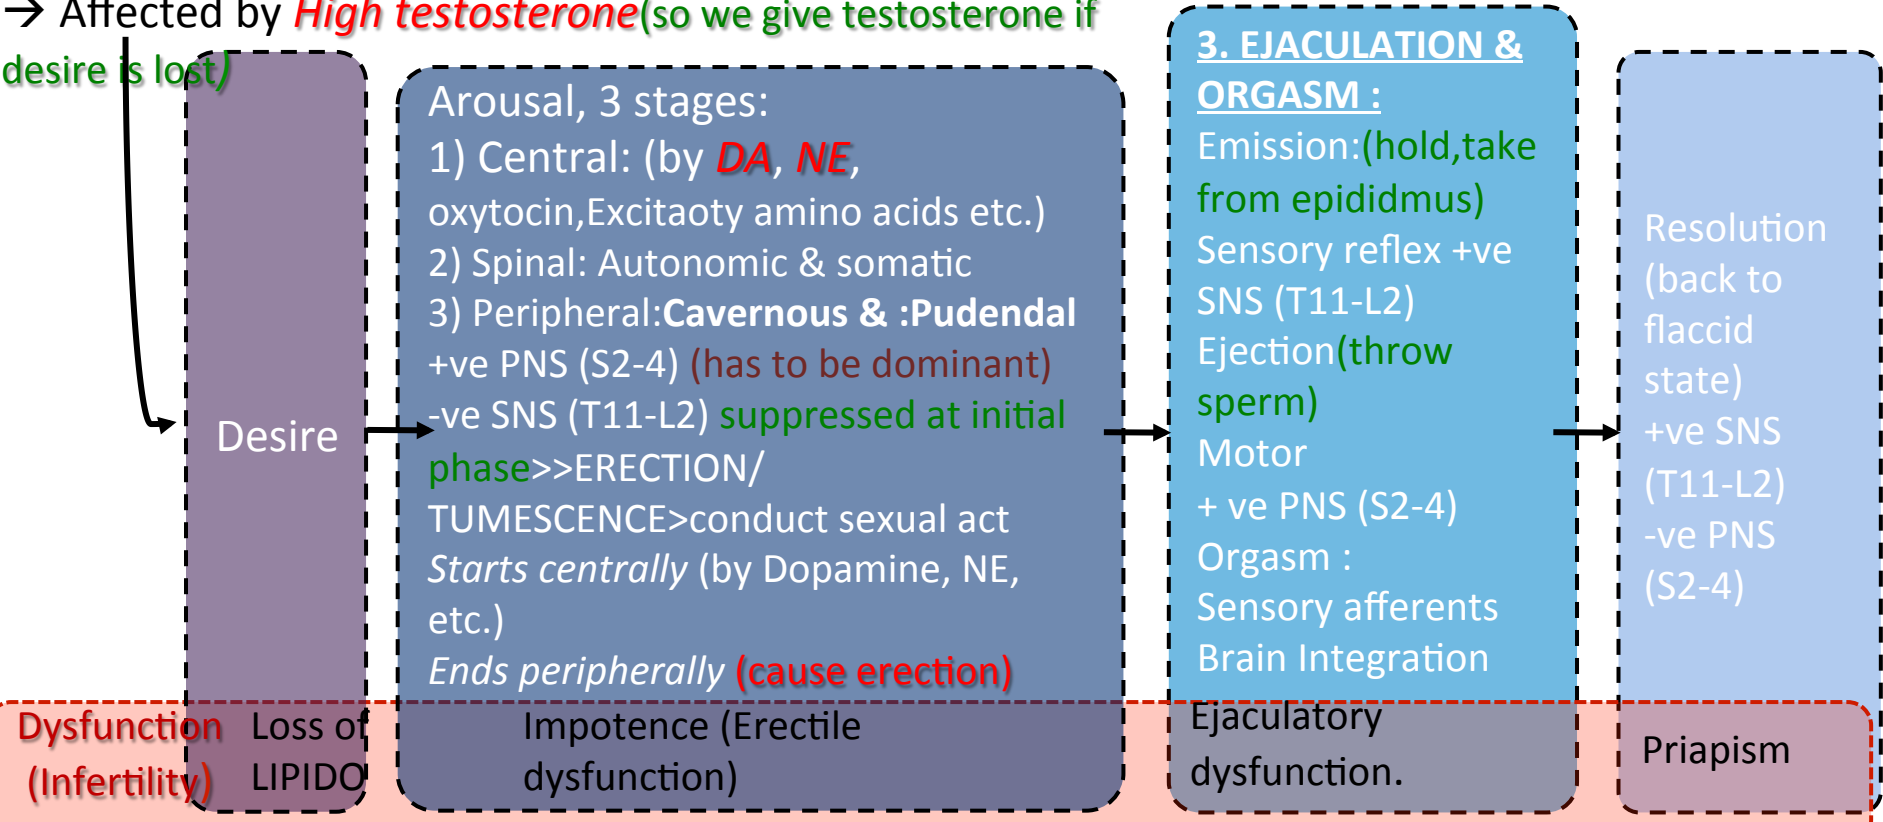 → Affected by High testosterone(so we give testosterone if
desire is lost)
Desire
Arousal, 3 stages:
1) Central: (by DA, NE,
oxytocin,Excitaoty amino acids etc.)
2) Spinal: Autonomic & somatic
3) Peripheral:Cavernous & :Pudendal
+ve PNS (S2-4) (has to be dominant)
-ve SNS (T11-L2) suppressed at initial
phase>>ERECTION/
TUMESCENCE>conduct sexual act
Starts centrally (by Dopamine, NE,
etc.)
Ends peripherally (cause erection)
3. EJACULATION &
ORGASM :
Emission:(hold,take
from epididmus)
Sensory reflex +ve
SNS (T11-L2)
Ejection(throw
sperm)
Motor
+ ve PNS (S2-4)
Orgasm :
Sensory afferents
Brain Integration
Resolution
(back to
flaccid
state)
+ve SNS
(T11-L2)
-ve PNS
(S2-4)
Dysfunction
(Infertility)
Loss of
LIPIDO
Impotence (Erectile
dysfunction)
Ejaculatory
dysfunction.
Priapism